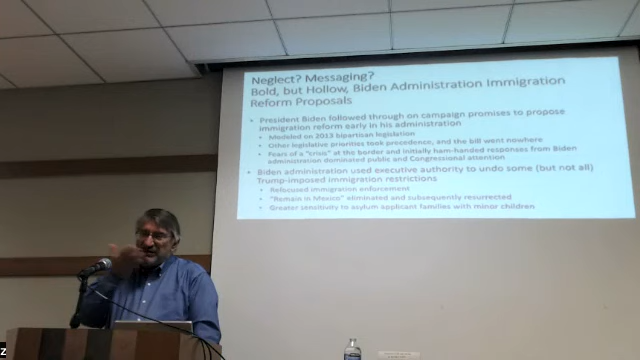 Neglect? Messaging?
Bold, but Hollow, Biden Administration Immigration
Reform Proposals
• President Biden followed through on campaign promises to propose
immigration reform early in his administration
• Modeled on 2013 bipartisan legislation
• Other legislative priorities took precedence, and the bill went nowhere
• Fears of a "crisis" at the border and initially ham-handed responses from Biden
administration dominated public and Congressional attention
• Biden administration used executive authority to undo some (but not all)
Trump-imposed immigration restrictions
• Refocused immigration enforcement
• "Remain in Mexico" eliminated and subsequently resurrected
• Greater sensitivity to asylum applicant families with minor children
Z